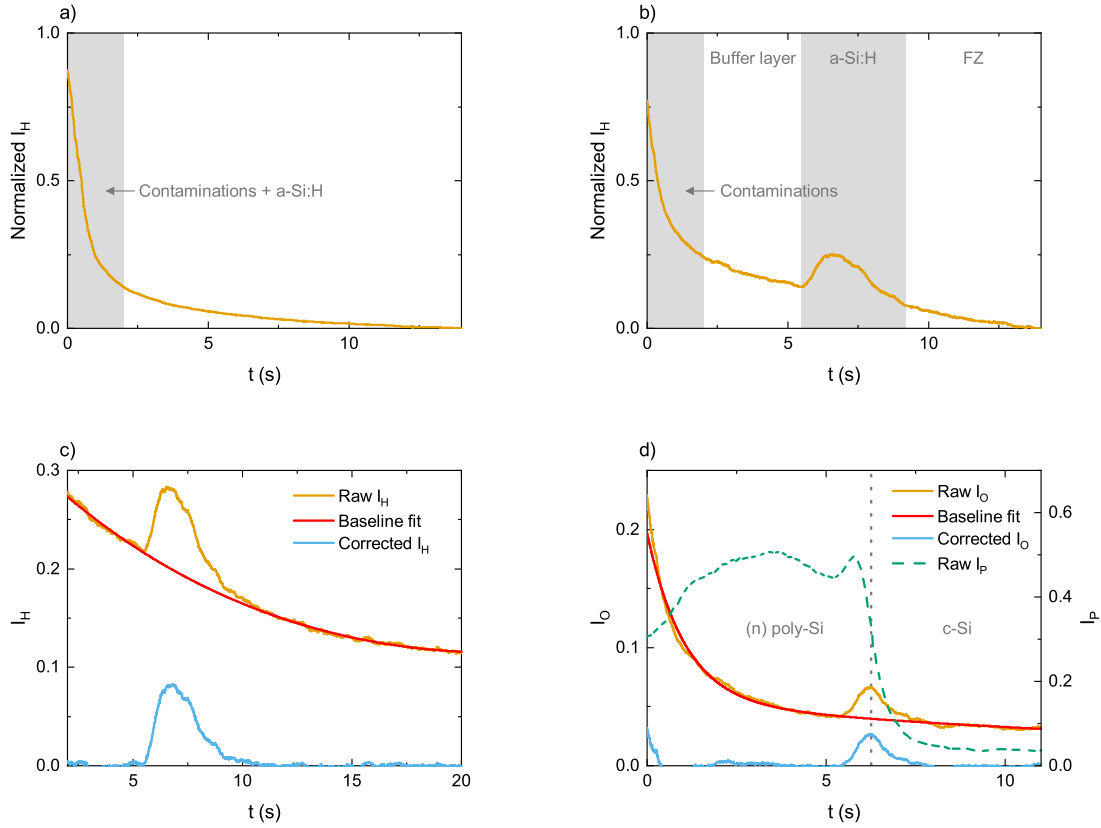 a)
1.0
0.5
0.0
Normalized I_H
Contaminations + a-Si:H
0
5
10
t (s)
b)
1.0
0.5
0.0
Normalized I_H
Buffer layer
a-Si:H
FZ
Contaminations
0
5
10
t (s)
c)
0.3
0.2
0.1
0.0
I_H
Raw I_H
Baseline fit
Corrected I_H
5
10
15
20
t (s)
d)
0.2
0.1
0.0
I_O
Raw I_O
Baseline fit
Corrected I_O
Raw I_P
(n) poly-Si
c-Si
0.6
0.4
0.2
0.0
I_P
0
5
10
t (s)